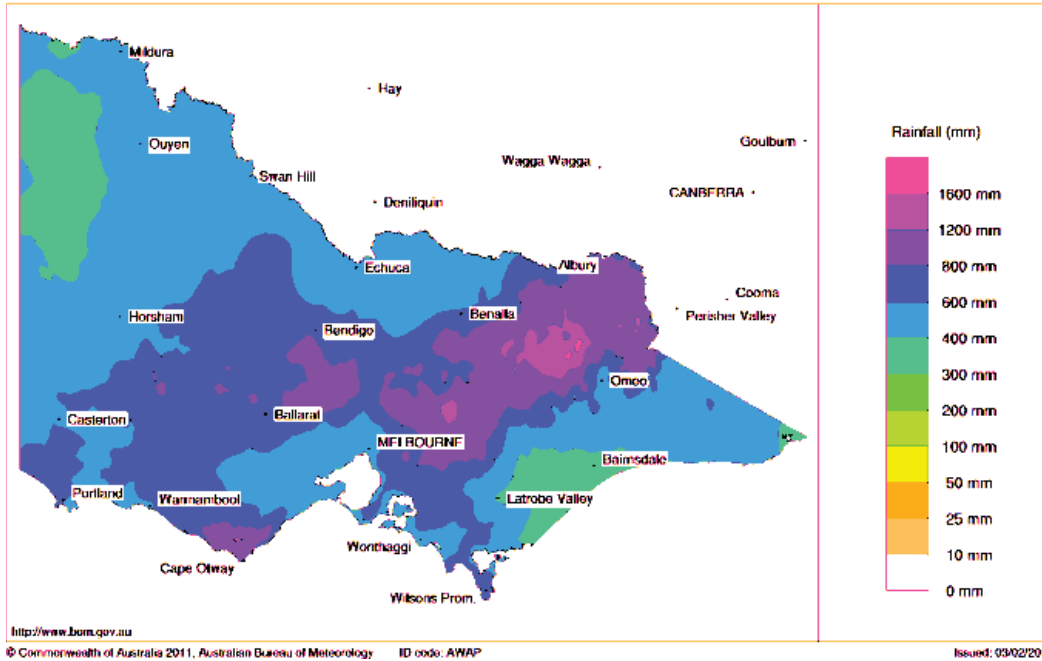 Mildura
Hay
Ouyen
Goulburn
Wagga Wagga
Swan Hill
CANBERRA
Deniliquin
Echuca
Albury
Cooma
Horsham
Benalla
Perisher Valley
Bendigo
Omeo
Casterton
Ballarat
MELBOURNE
Bairnsdale
Portland
Warrnambool
Latrobe Valley
Wonthaggi
Cape Otway
Wilsons Prom.
Rainfall (mm)
1600 mm
1200 mm
800 mm
600 mm
400 mm
300 mm
200 mm
100 mm
50 mm
25 mm
10 mm
0 mm
http://www.bom.gov.au
© Commonwealth of Australia 2011, Australian Bureau of Meteorology ID code: AWAP Issued: 03/02/20